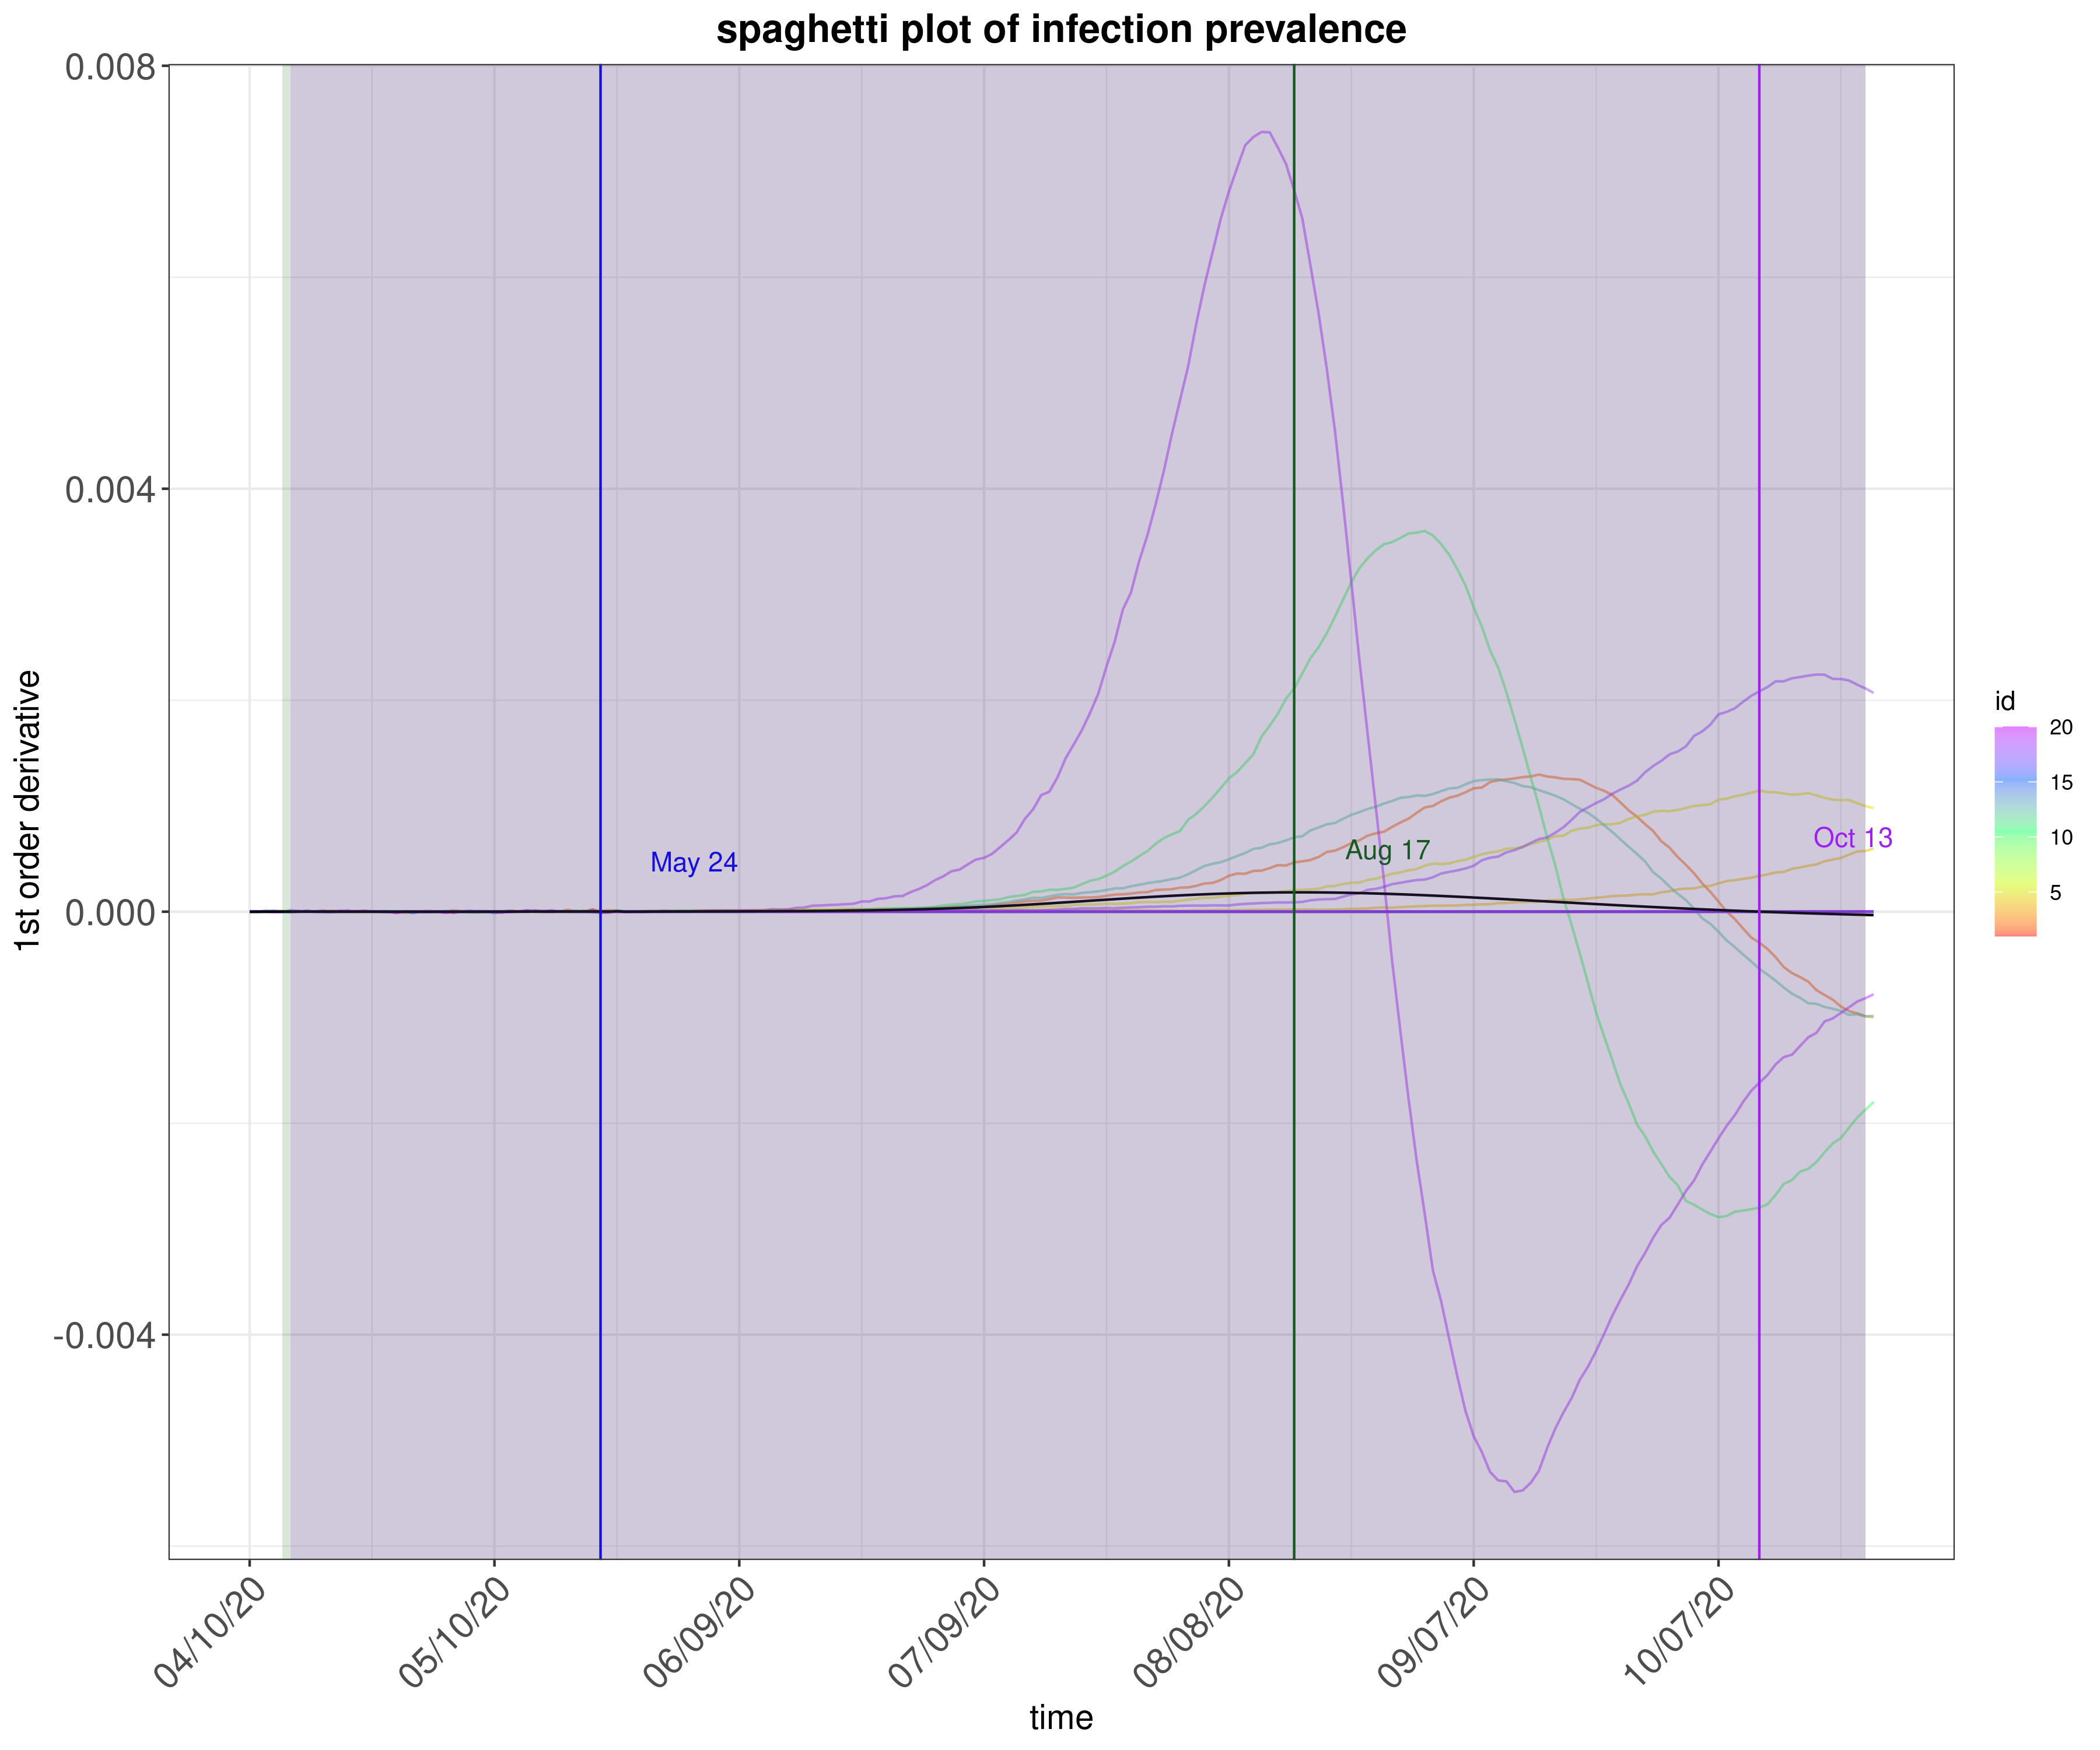 spaghetti plot of infection prevalence
0.008
0.004
0.000
-0.004
1st order derivative
May 24
Aug 17
Oct 13
id
20
15
10
5
04/10/20
05/10/20
06/09/20
07/09/20
08/08/20
09/07/20
10/07/20
time